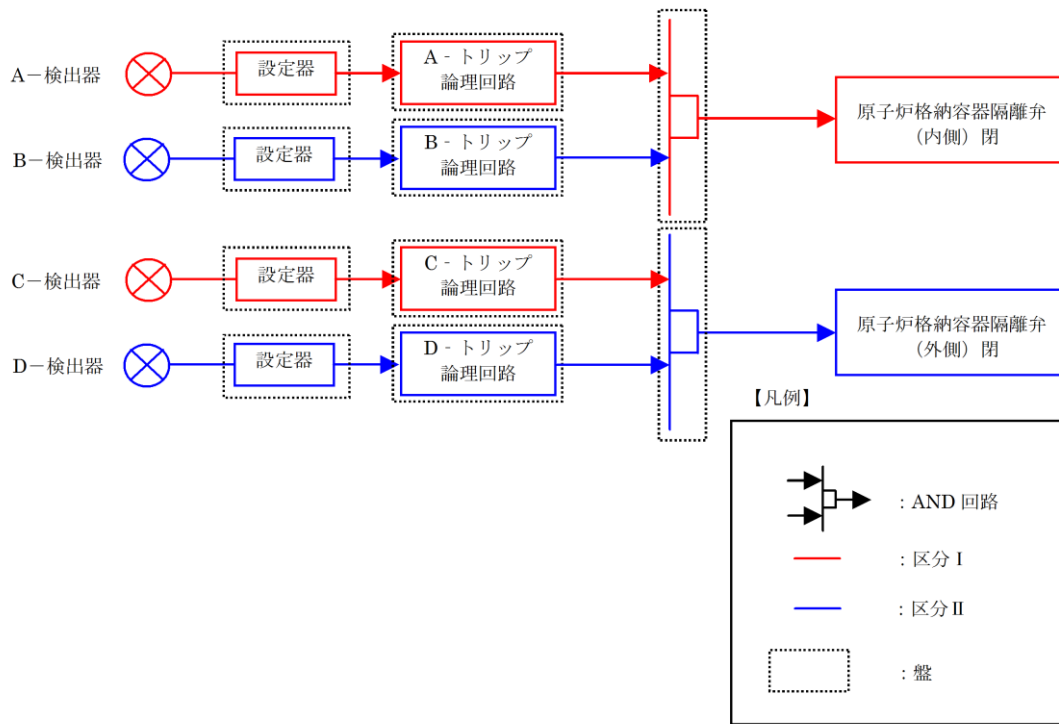 A－検出器
設定器
A‐トリップ
論理回路
原子炉格納容器隔離弁
（内側）閉
B－検出器
設定器
B‐トリップ
論理回路
C－検出器
設定器
C‐トリップ
論理回路
原子炉格納容器隔離弁
（外側）閉
D－検出器
設定器
D‐トリップ
論理回路
【凡例】
：AND 回路
：区分 I
：区分 II
：盤